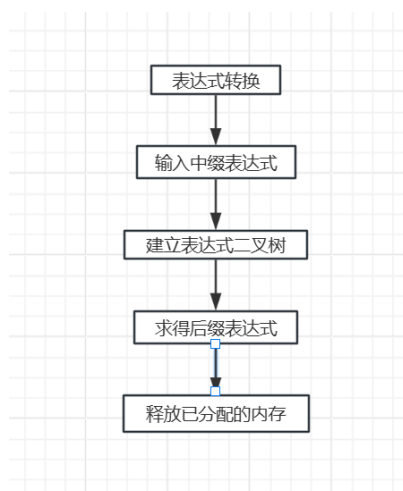 表达式转换
输入中缀表达式
建立表达式二叉树
求得后缀表达式
释放已分配的内存